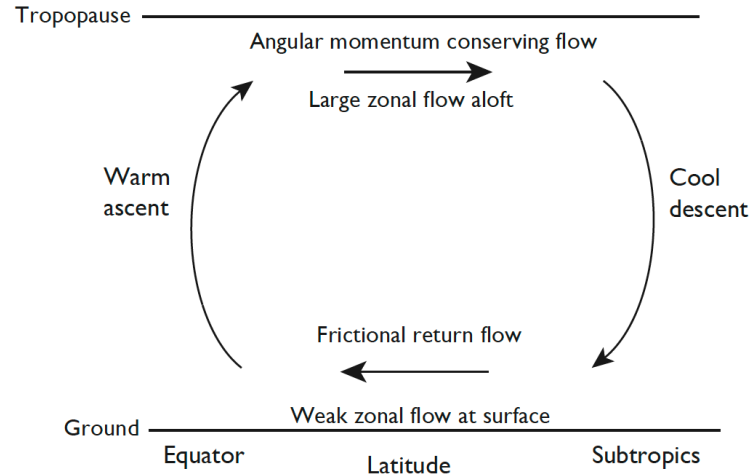 Tropopause
Angular momentum conserving flow
Large zonal flow aloft
Warm
ascent
Cool
descent
Frictional return flow
Weak zonal flow at surface
Ground
Equator
Latitude
Subtropics